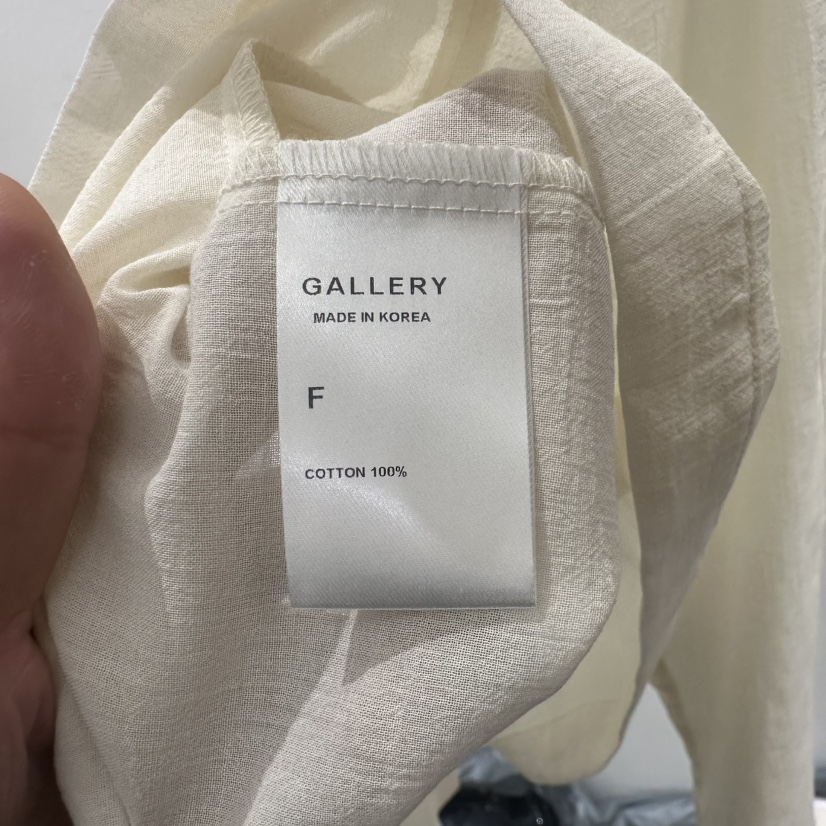 GALLERY
MADE IN KOREA
F
COTTON 100%